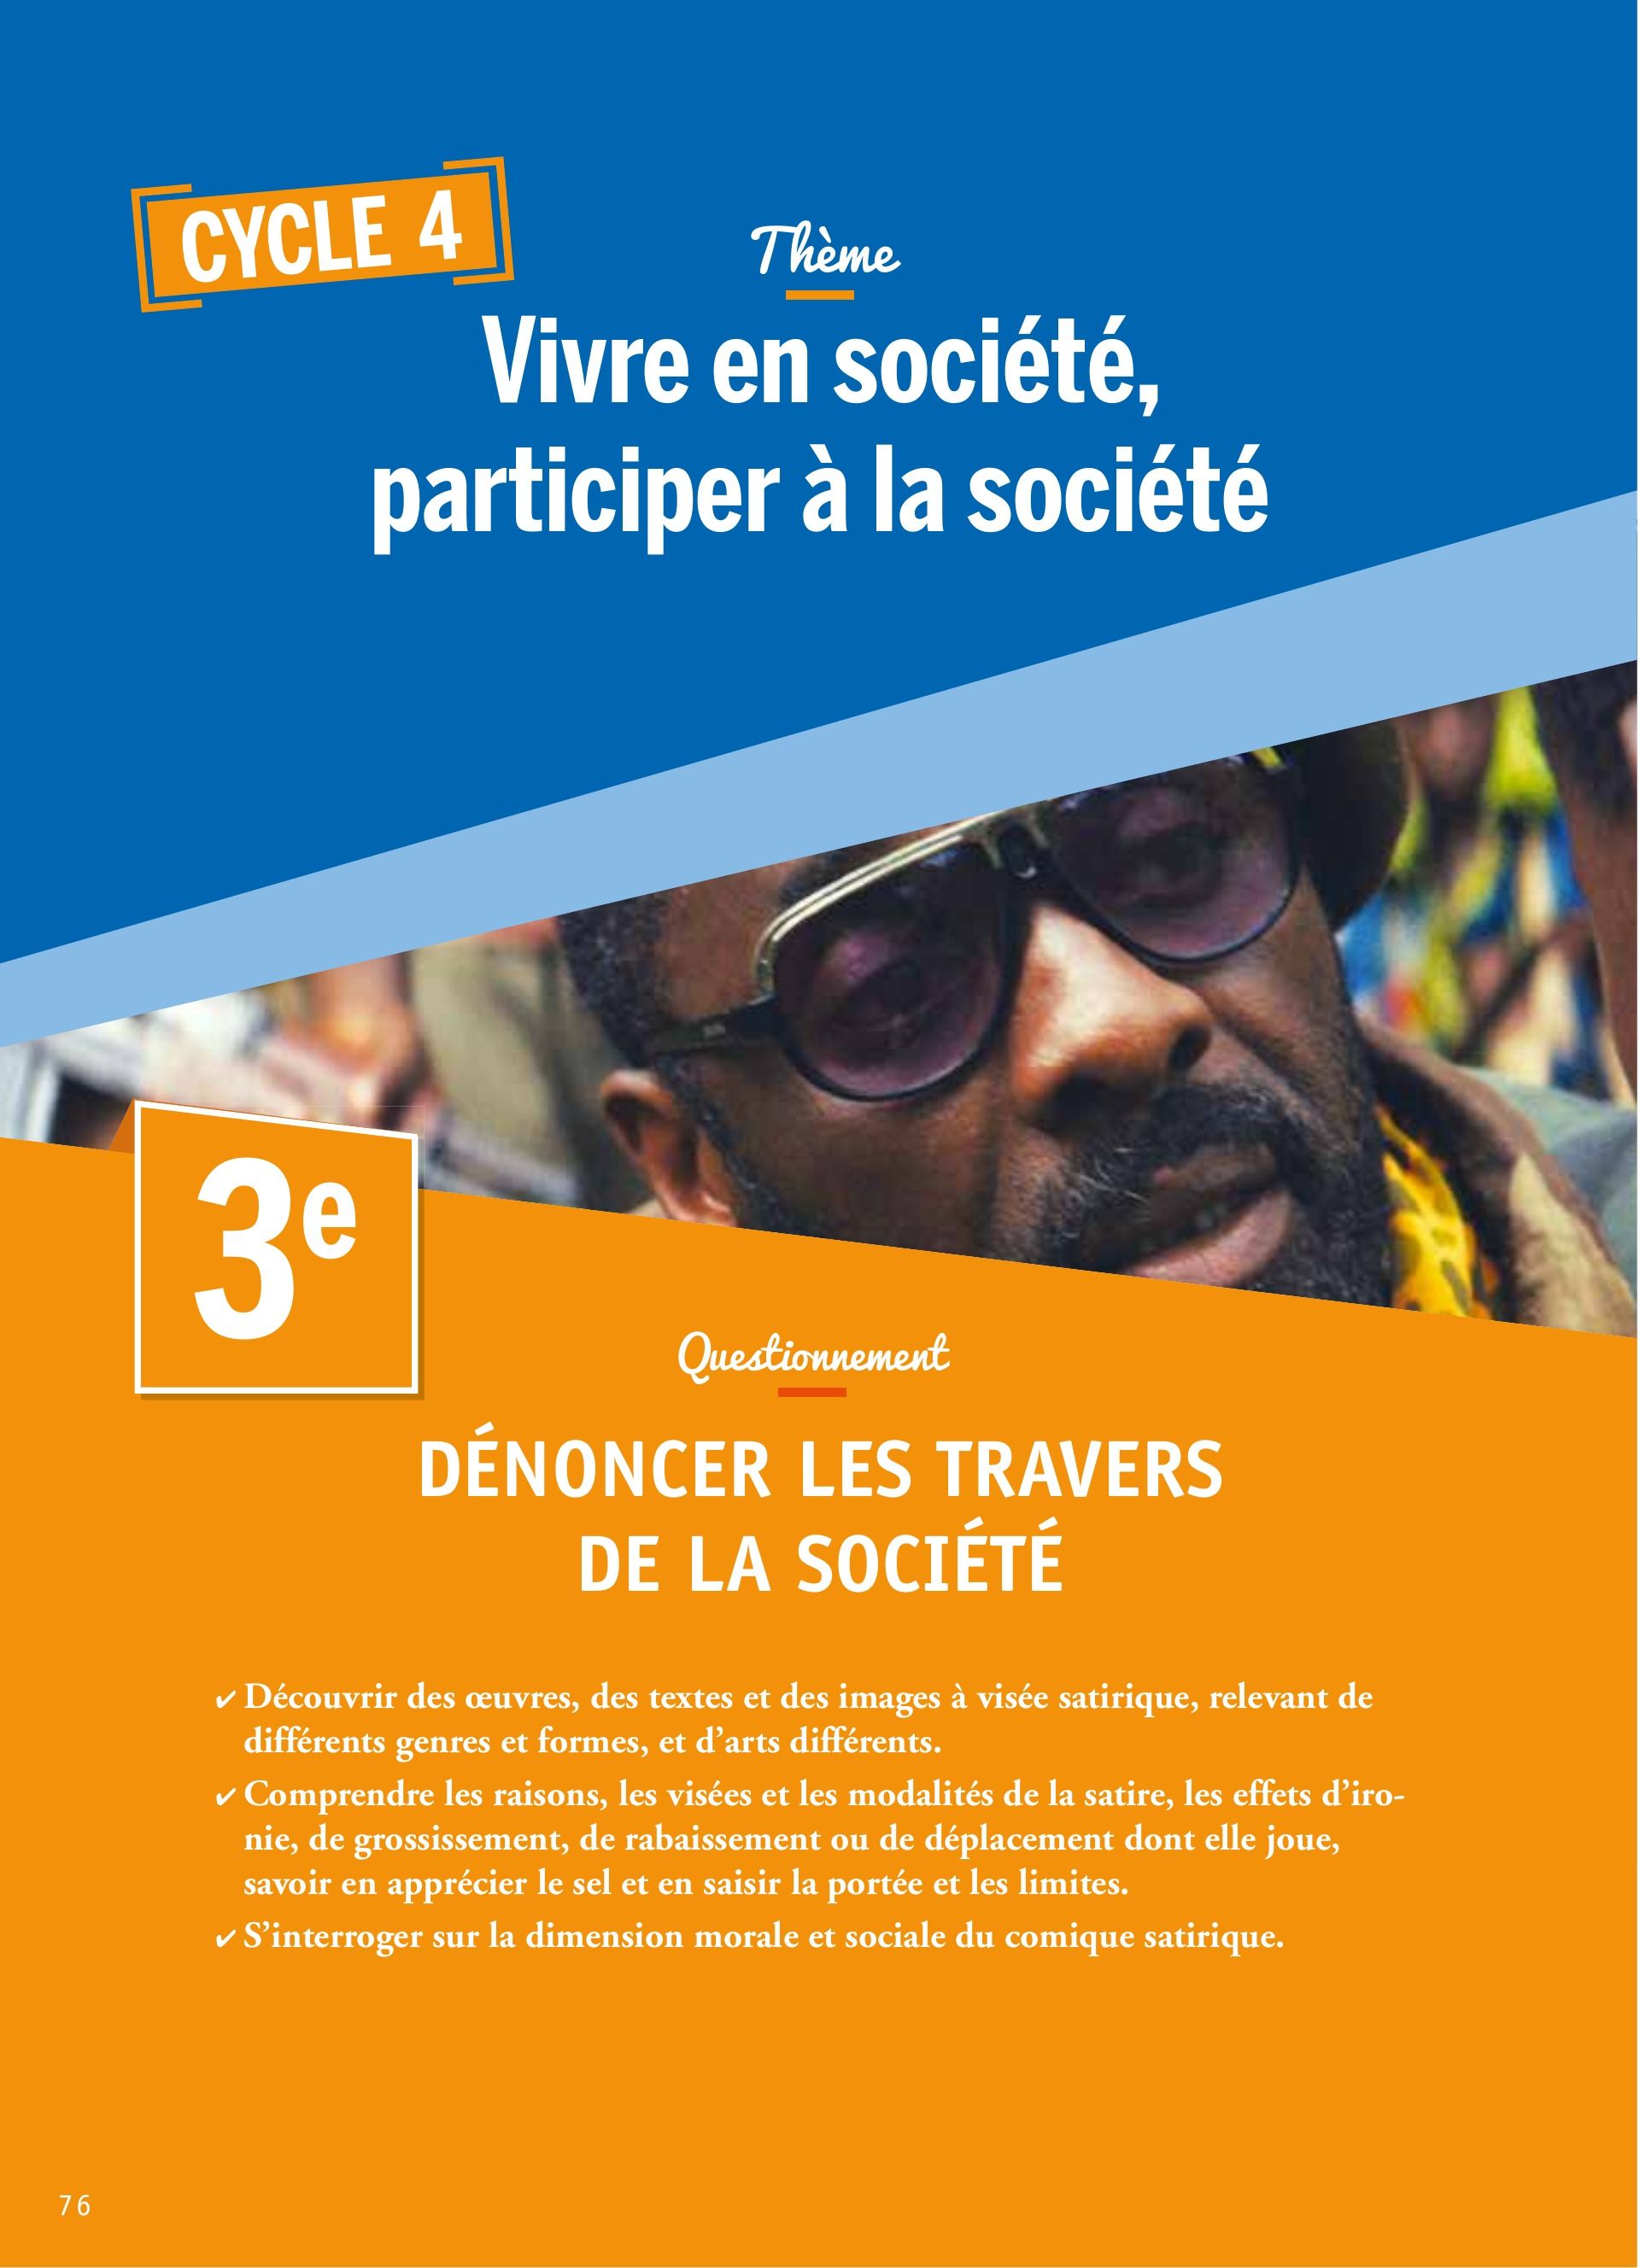 CYCLE 4
Thème
Vivre en société,
participer à la société
3e
Questionnement
DÉNONCER LES TRAVERS
DE LA SOCIÉTÉ
✔ Découvrir des œuvres, des textes et des images à visée satirique, relevant de
différents genres et formes, et d’arts différents.
✔ Comprendre les raisons, les visées et les modalités de la satire, les effets d’iro-
nie, de grossissement, de rabaissement ou de déplacement dont elle joue,
savoir en apprécier le sel et en saisir la portée et les limites.
✔ S’interroger sur la dimension morale et sociale du comique satirique.
76